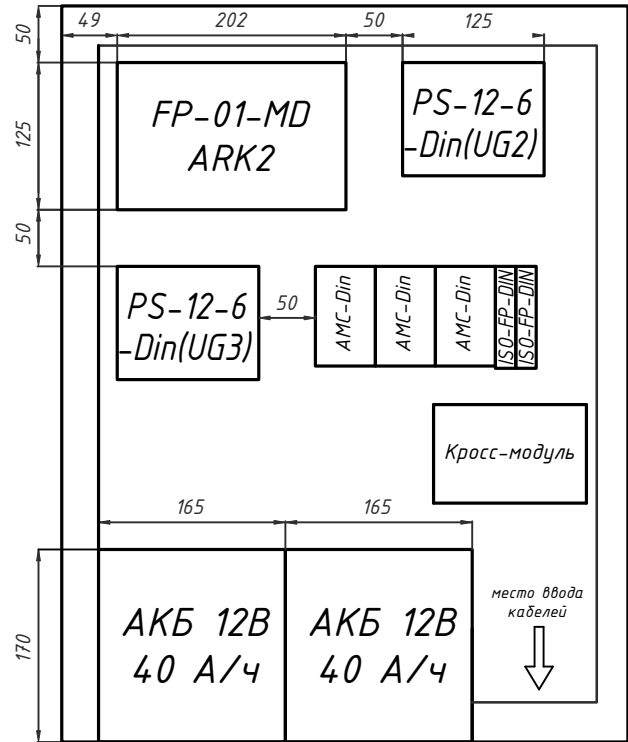 49
202
50
125
50
FP-01-MD
ARK2
PS-12-6
-Din(UG2)
125
50
PS-12-6
-Din(UG3)
50
AMC-Din
AMC-Din
AMC-Din
ISO-FP-DIN
ISO-FP-DIN
Кросс-модуль
165
165
место ввода
кабелей
АКБ 12В
40 А/ч
АКБ 12В
40 А/ч
170